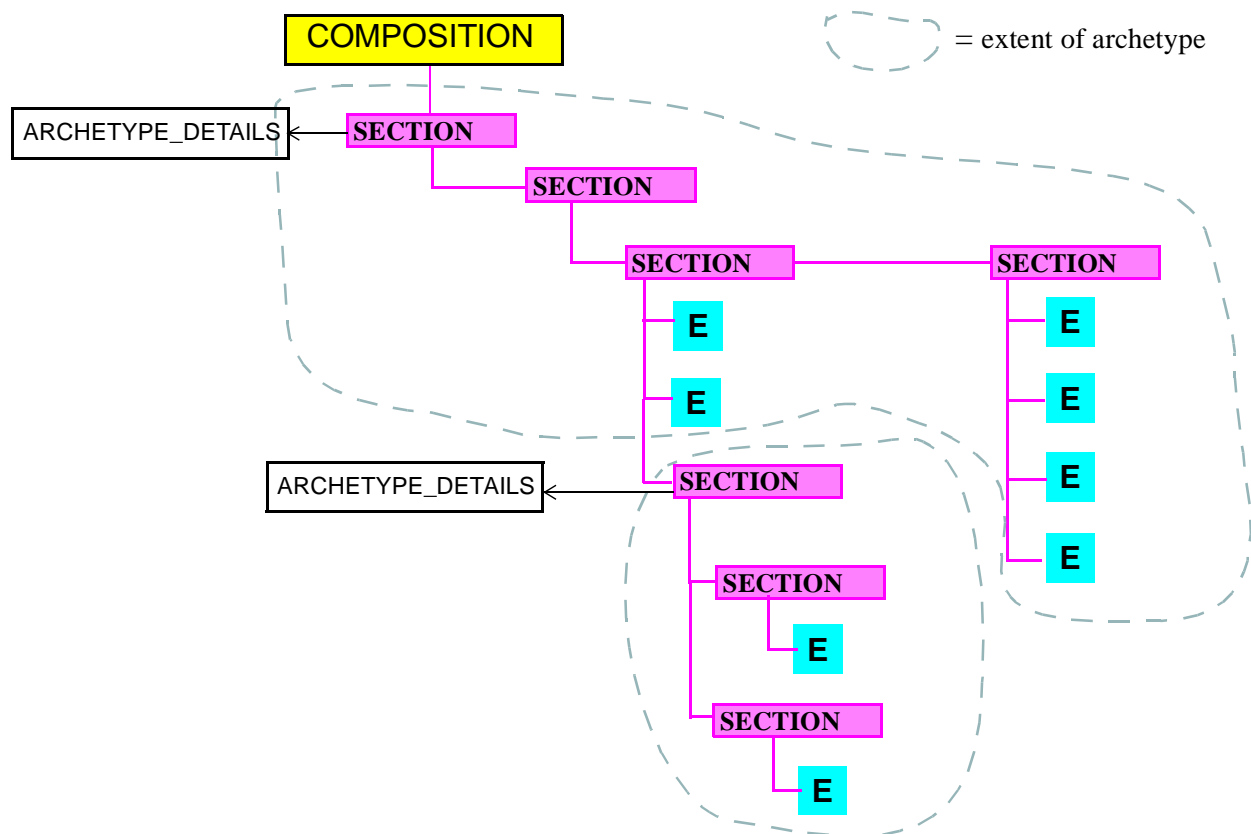 COMPOSITION
= extent of archetype
ARCHETYPE_DETAILS
SECTION
SECTION
SECTION
SECTION
E
E
E
E
ARCHETYPE_DETAILS
SECTION
E
E
SECTION
E
SECTION
E